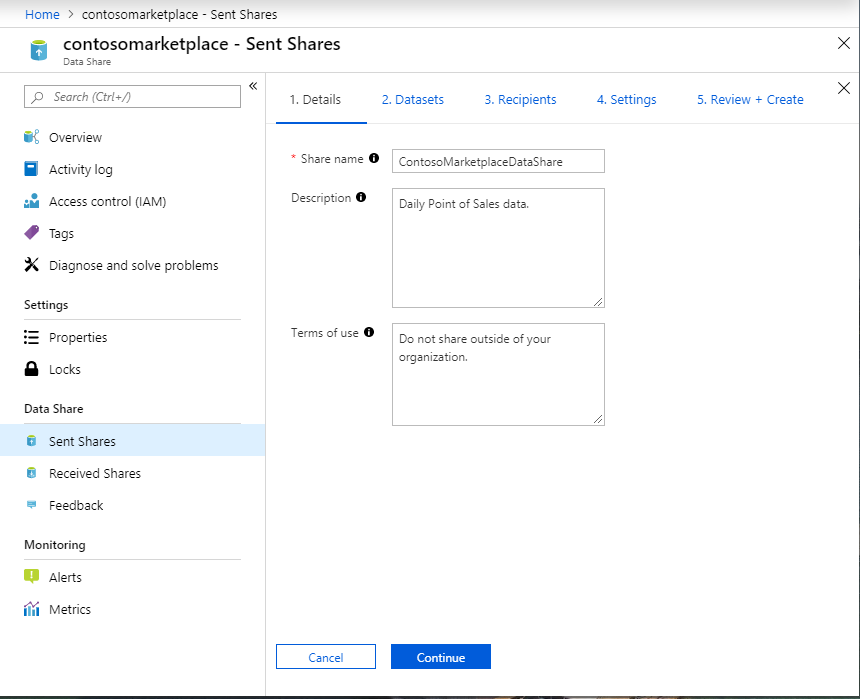 Home > contosomarketplace - Sent Shares
contosomarketplace - Sent Shares
Data Share
Search (Ctrl+/)
«
Overview
Activity log
Access control (IAM)
Tags
Diagnose and solve problems
Settings
Properties
Locks
Data Share
Sent Shares
Received Shares
Feedback
Monitoring
Alerts
Metrics
1. Details 2. Datasets 3. Recipients 4. Settings 5. Review + Create
* Share name ContosoMarketplaceDataShare
Description Daily Point of Sales data.
Terms of use Do not share outside of your
organization.
Cancel Continue